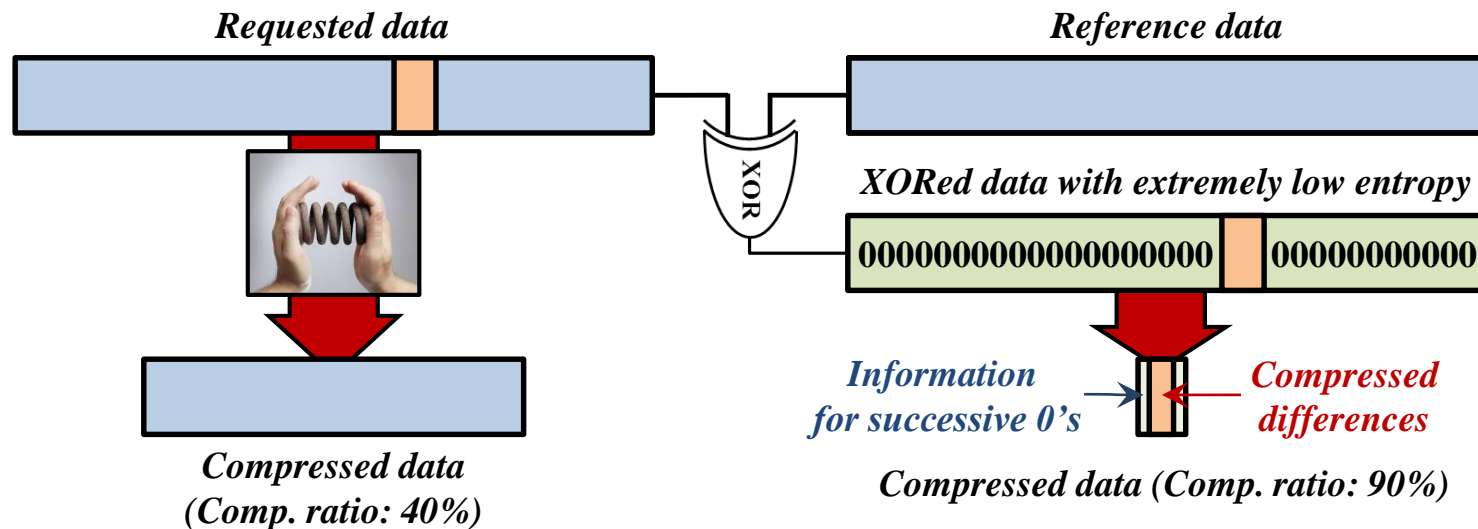 Requested data
Reference data
XOR
XORed data with extremely low entropy
00000000000000000000 00000000000
Information
for successive 0's
Compressed
differences
Compressed data
(Comp. ratio: 40%)
Compressed data (Comp. ratio: 90%)